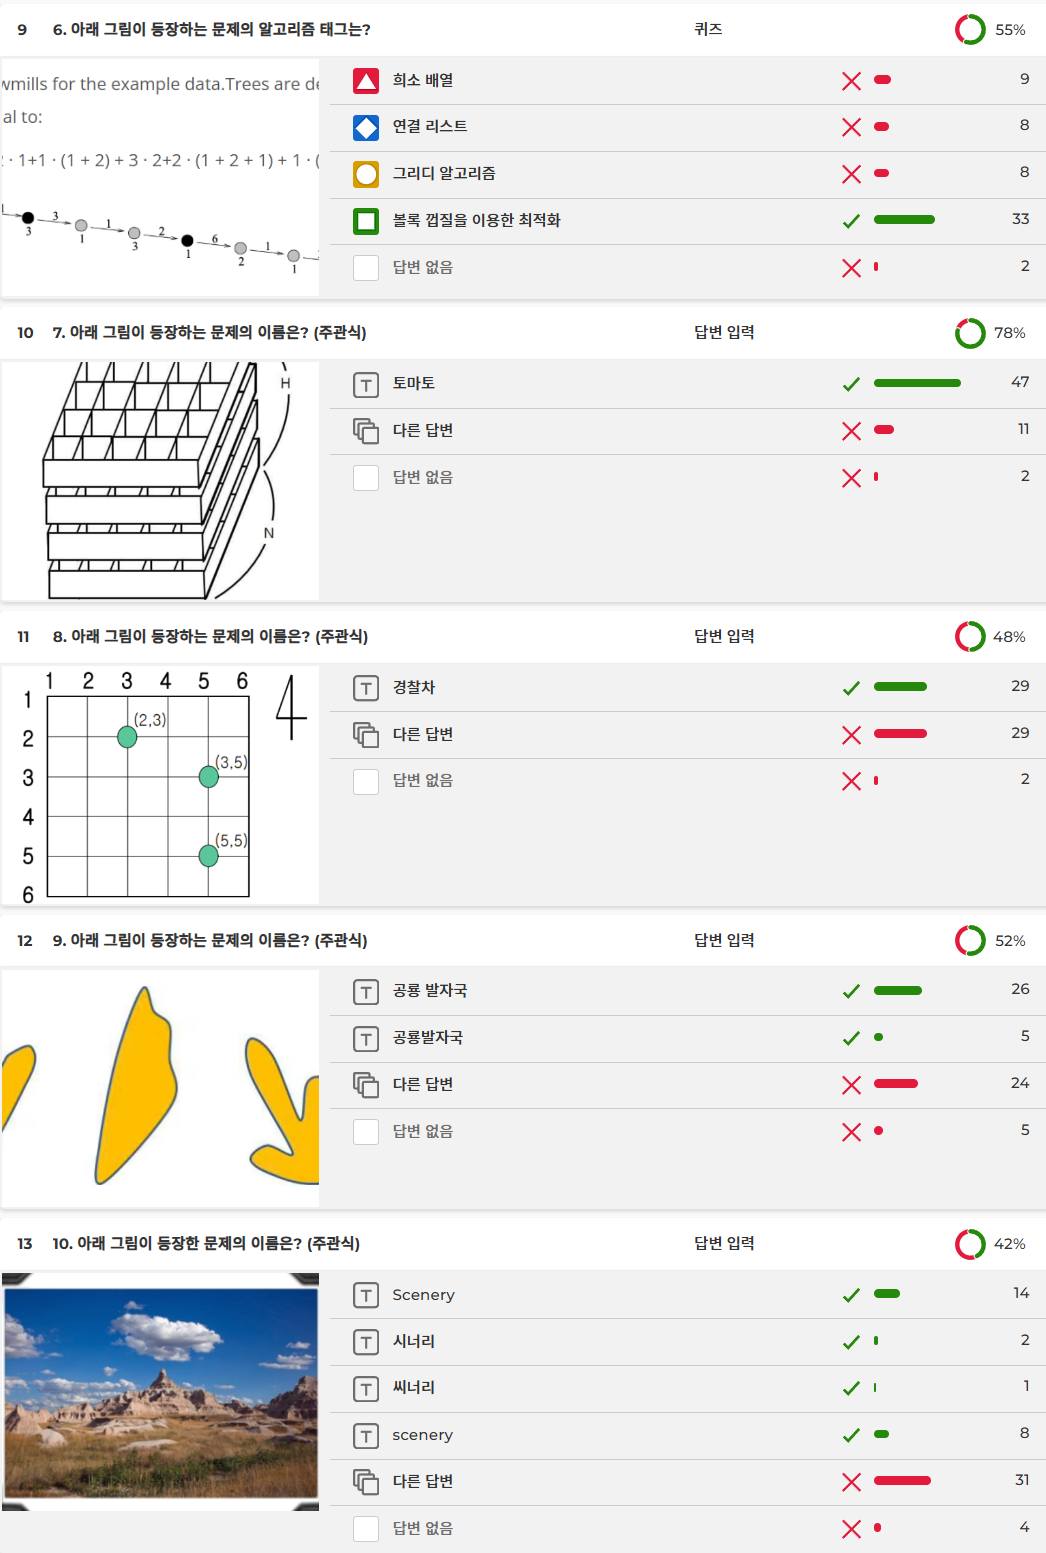 9 6. 아래 그림이 등장하는 문제의 알고리즘 태그는? 퀴즈 55%
wmills for the example data.Trees are de
al to:
· 1+1 · (1 + 2) + 3 · 2+2 · (1 + 2 + 1) + 1 · (
3 1 2 6 1
3 1 3 1 2 1
희소 배열 9
연결 리스트 8
그리디 알고리즘 8
볼록 껍질을 이용한 최적화 33
답변 없음 2
10 7. 아래 그림이 등장하는 문제의 이름은? (주관식) 답변 입력 78%
H
N
T 토마토 47
다른 답변 11
답변 없음 2
11 8. 아래 그림이 등장하는 문제의 이름은? (주관식) 답변 입력 48%
1 2 3 4 5 6
4
1
2 (2,3)
3 (3,5)
4
5 (5,5)
6
T 경찰차 29
다른 답변 29
답변 없음 2
12 9. 아래 그림이 등장하는 문제의 이름은? (주관식) 답변 입력 52%
T 공룡 발자국 26
T 공룡발자국 5
다른 답변 24
답변 없음 5
13 10. 아래 그림이 등장한 문제의 이름은? (주관식) 답변 입력 42%
T Scenery 14
T 시너리 2
T 씨너리 1
T scenery 8
다른 답변 31
답변 없음 4